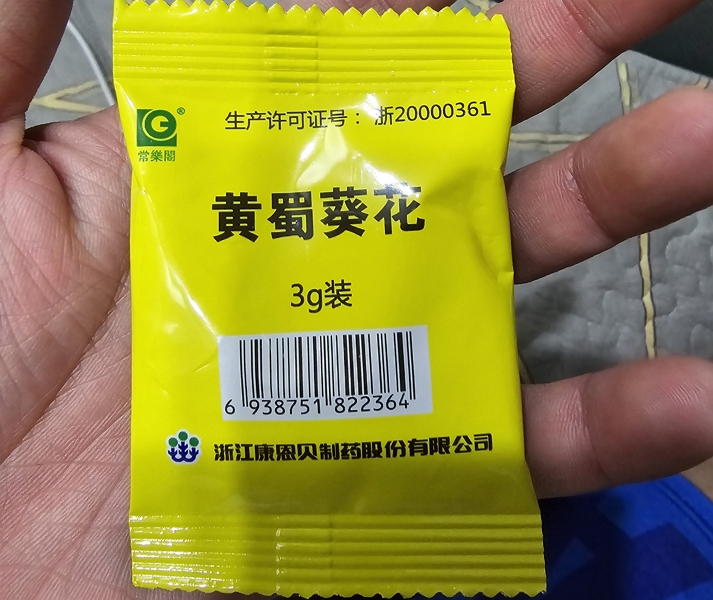 生产许可证号：浙20000361
G®
常樂閣
黄蜀葵花
3g装
6 938751 822364
浙江康恩贝制药股份有限公司